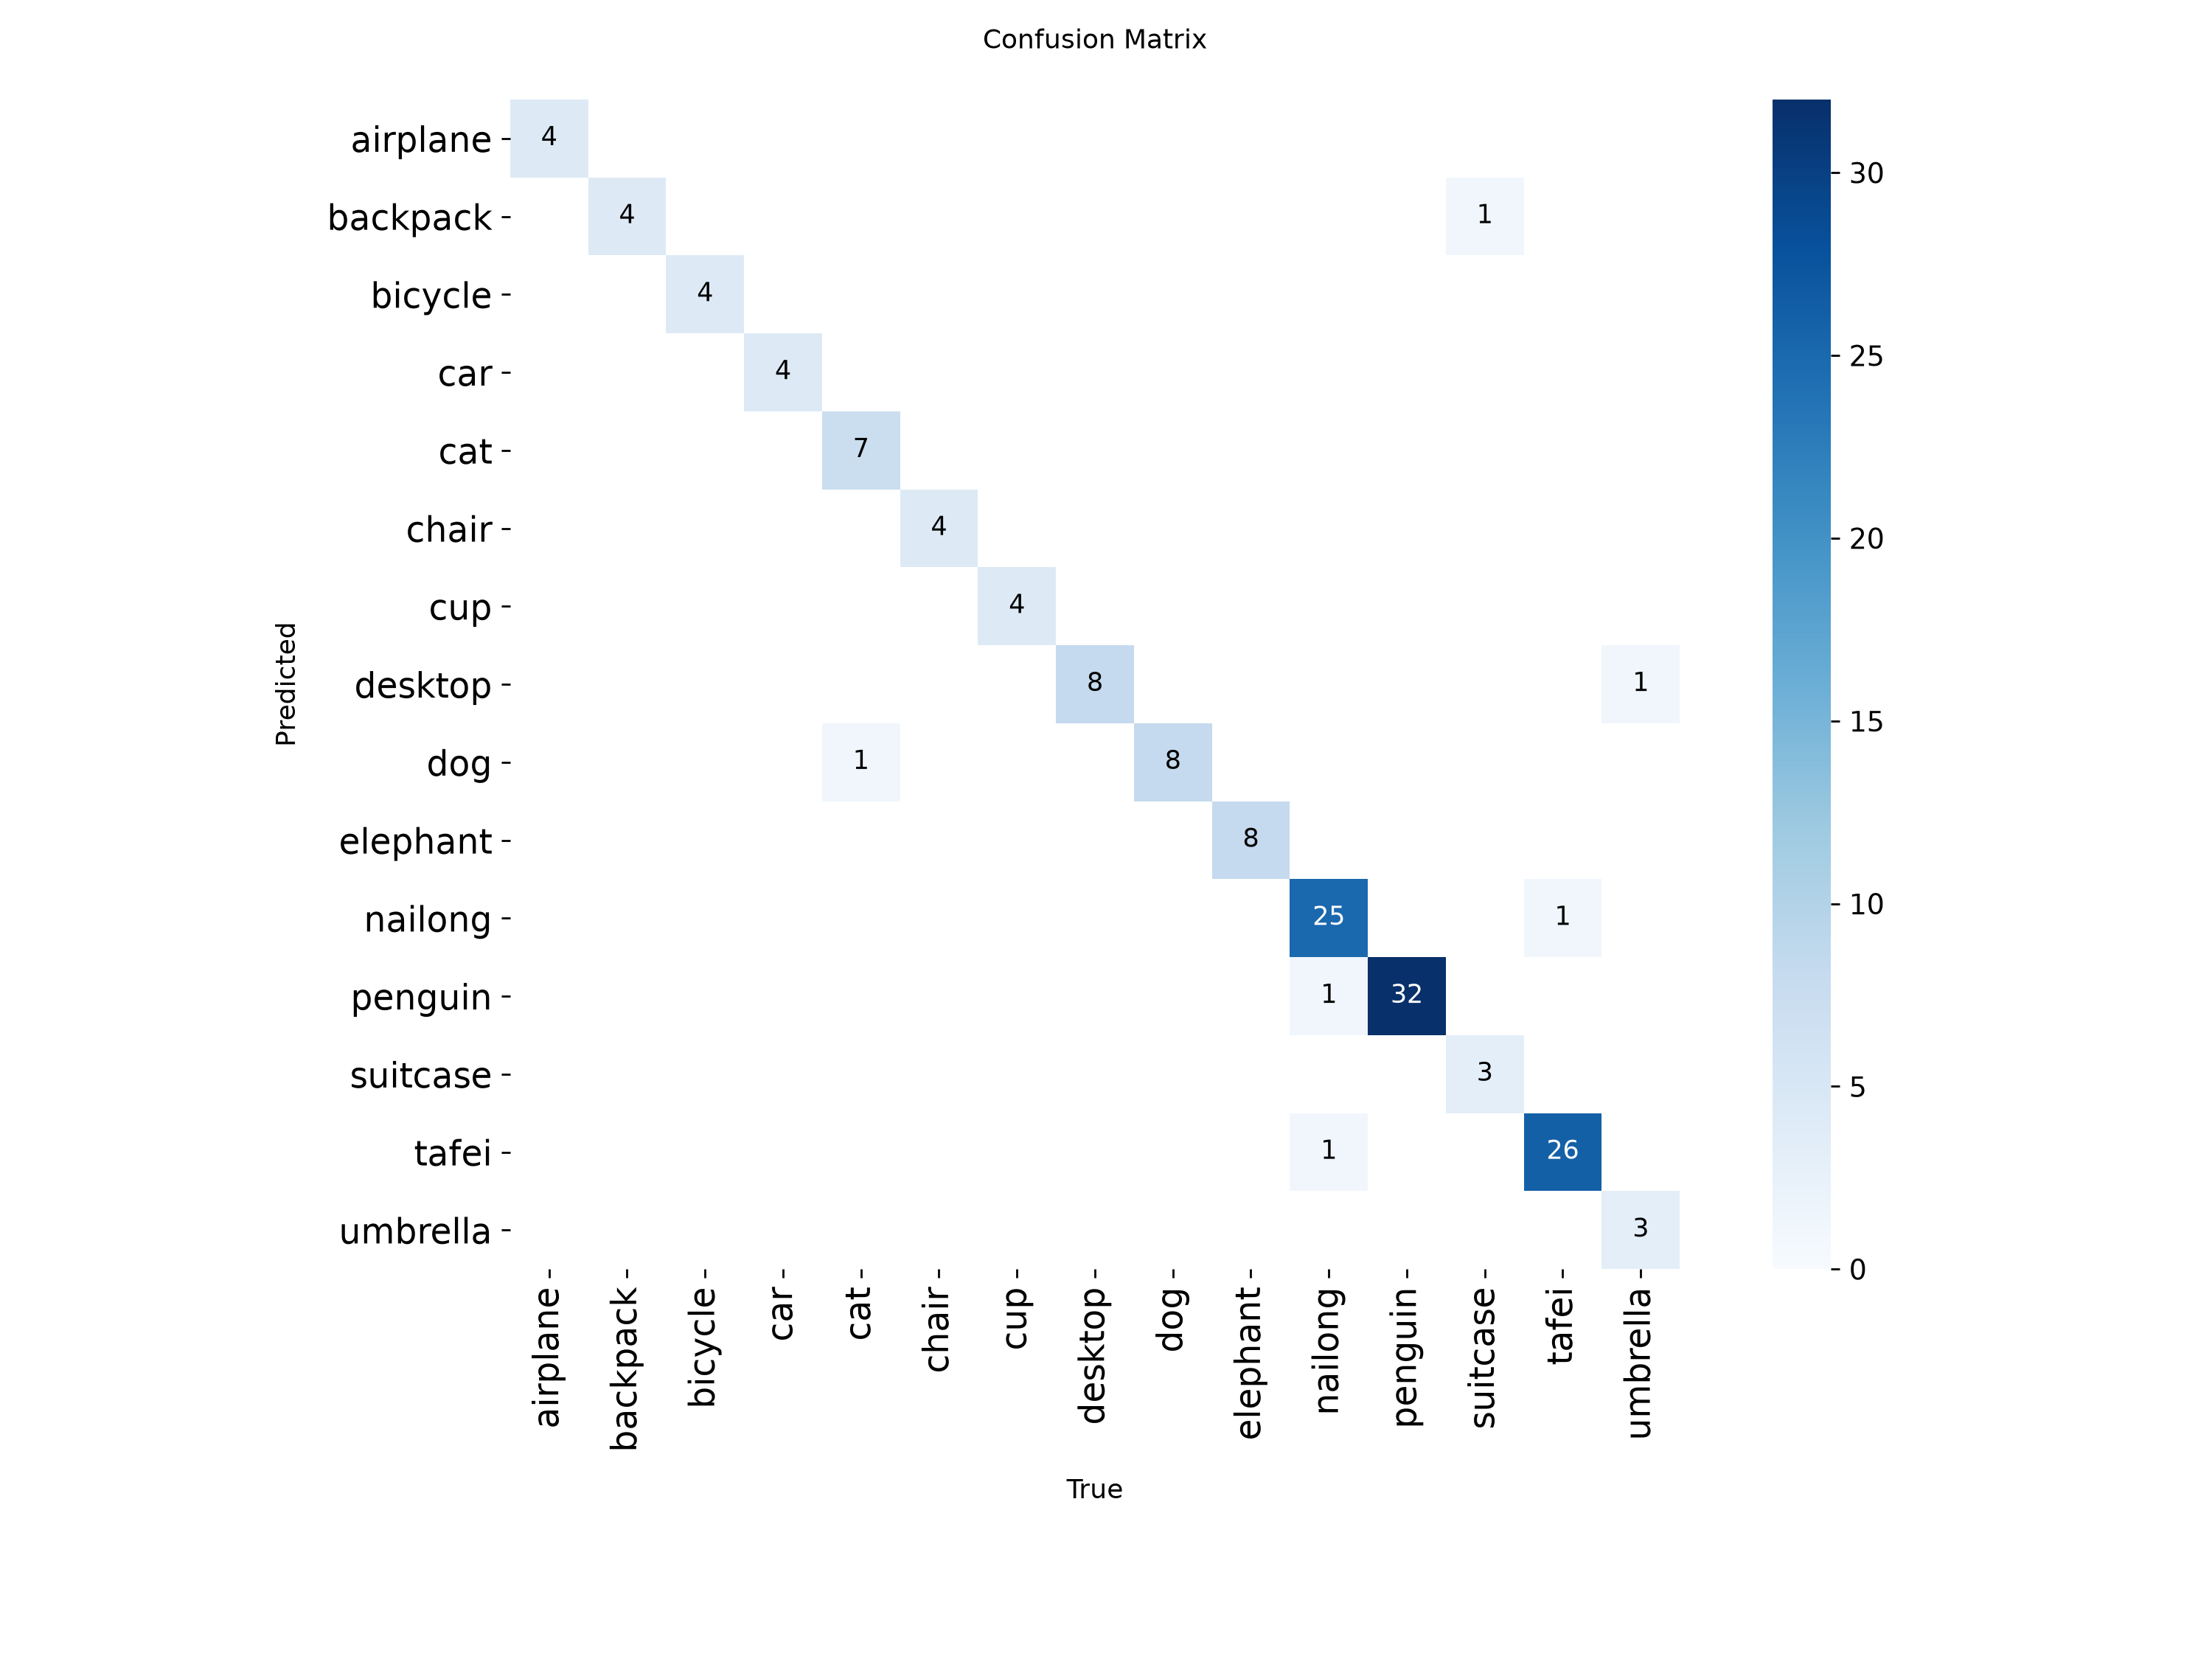 Confusion Matrix
airplane 4
backpack 4 1
bicycle 4
car 4
cat 7
chair 4
cup 4
desktop 8 1
dog 1 8
elephant 8
nailong 25 1
penguin 1 32
suitcase 3
tafei 1 26
umbrella 3
Predicted
airplane backpack bicycle car cat chair cup desktop dog elephant nailong penguin suitcase tafei umbrella
True
30
25
20
15
10
5
0